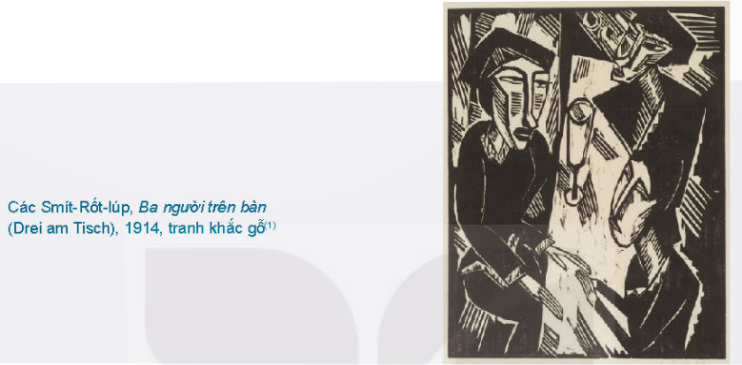 Các Smít-Rốt-lúp, Ba người trên bàn
(Drei am Tisch), 1914, tranh khắc gỗ(1)